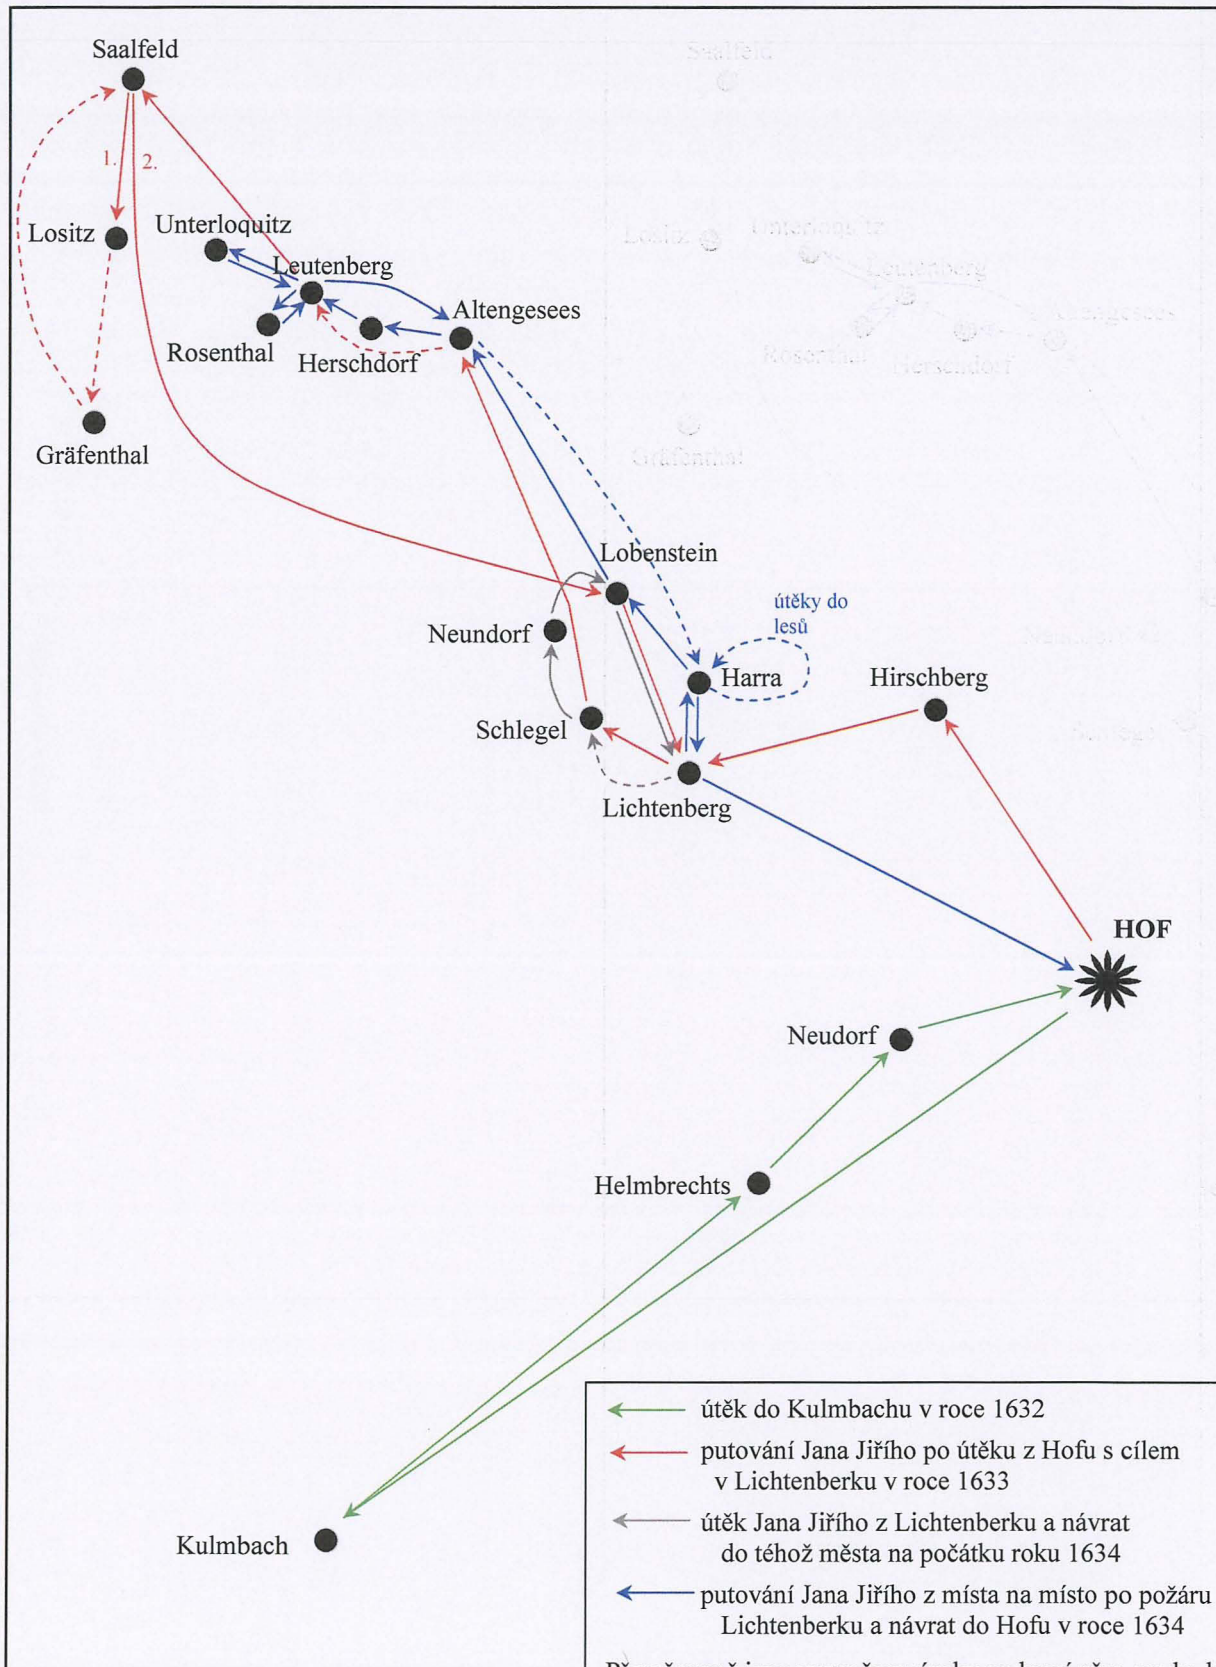 Saalfeld
1.
2.
Lositz
Unterloquitz
Leutenberg
Altengesees
Rosenthal
Herschdorf
Gräfenthal
Lobenstein
útěky do
lesů
Neundorf
Harra
Hirschberg
Schlegel
Lichtenberg
HOF
Neudorf
Helmbrechts
Kulmbach
útěk do Kulmbachu v roce 1632
putování Jana Jiřího po útěku z Hofu s cílem
v Lichtenberku v roce 1633
útěk Jana Jiřího z Lichtenberku a návrat
do téhož města na počátku roku 1634
putování Jana Jiřího z místa na místo po požáru
Lichtenberku a návrat do Hofu v roce 1634